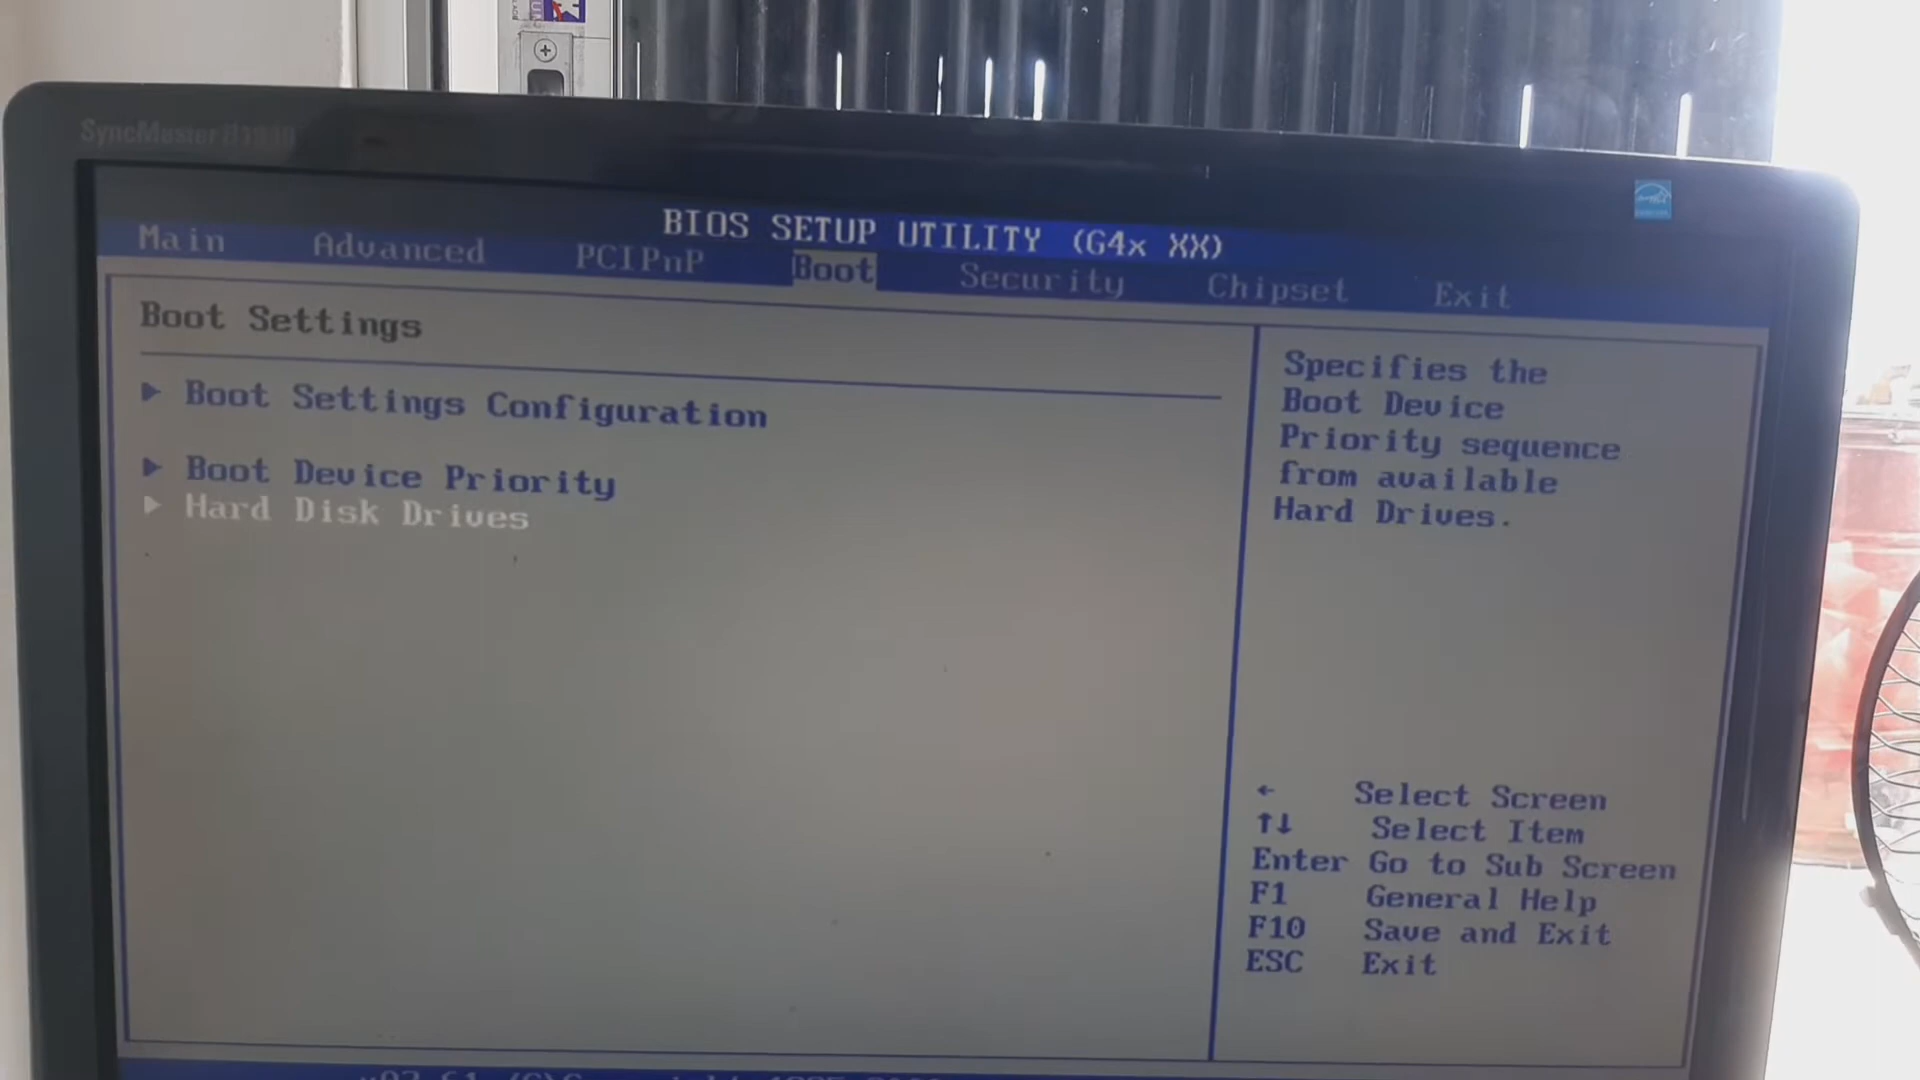 SyncMaster
BIOS SETUP UTILITY (G4x XX)
Main Advanced PCIPnP Boot Security Chipset Exit
Boot Settings
Boot Settings Configuration
Boot Device Priority
Hard Disk Drives
Specifies the
Boot Device
Priority sequence
from available
Hard Drives.
← Select Screen
↑↓ Select Item
Enter Go to Sub Screen
F1 General Help
F10 Save and Exit
ESC Exit